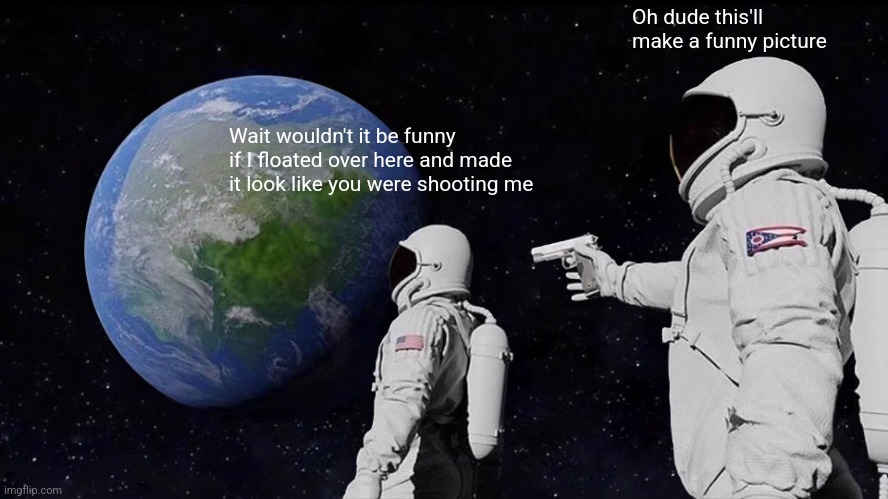 Oh dude this'll
make a funny picture
Wait wouldn't it be funny
if I floated over here and made
it look like you were shooting me
imgflip.com